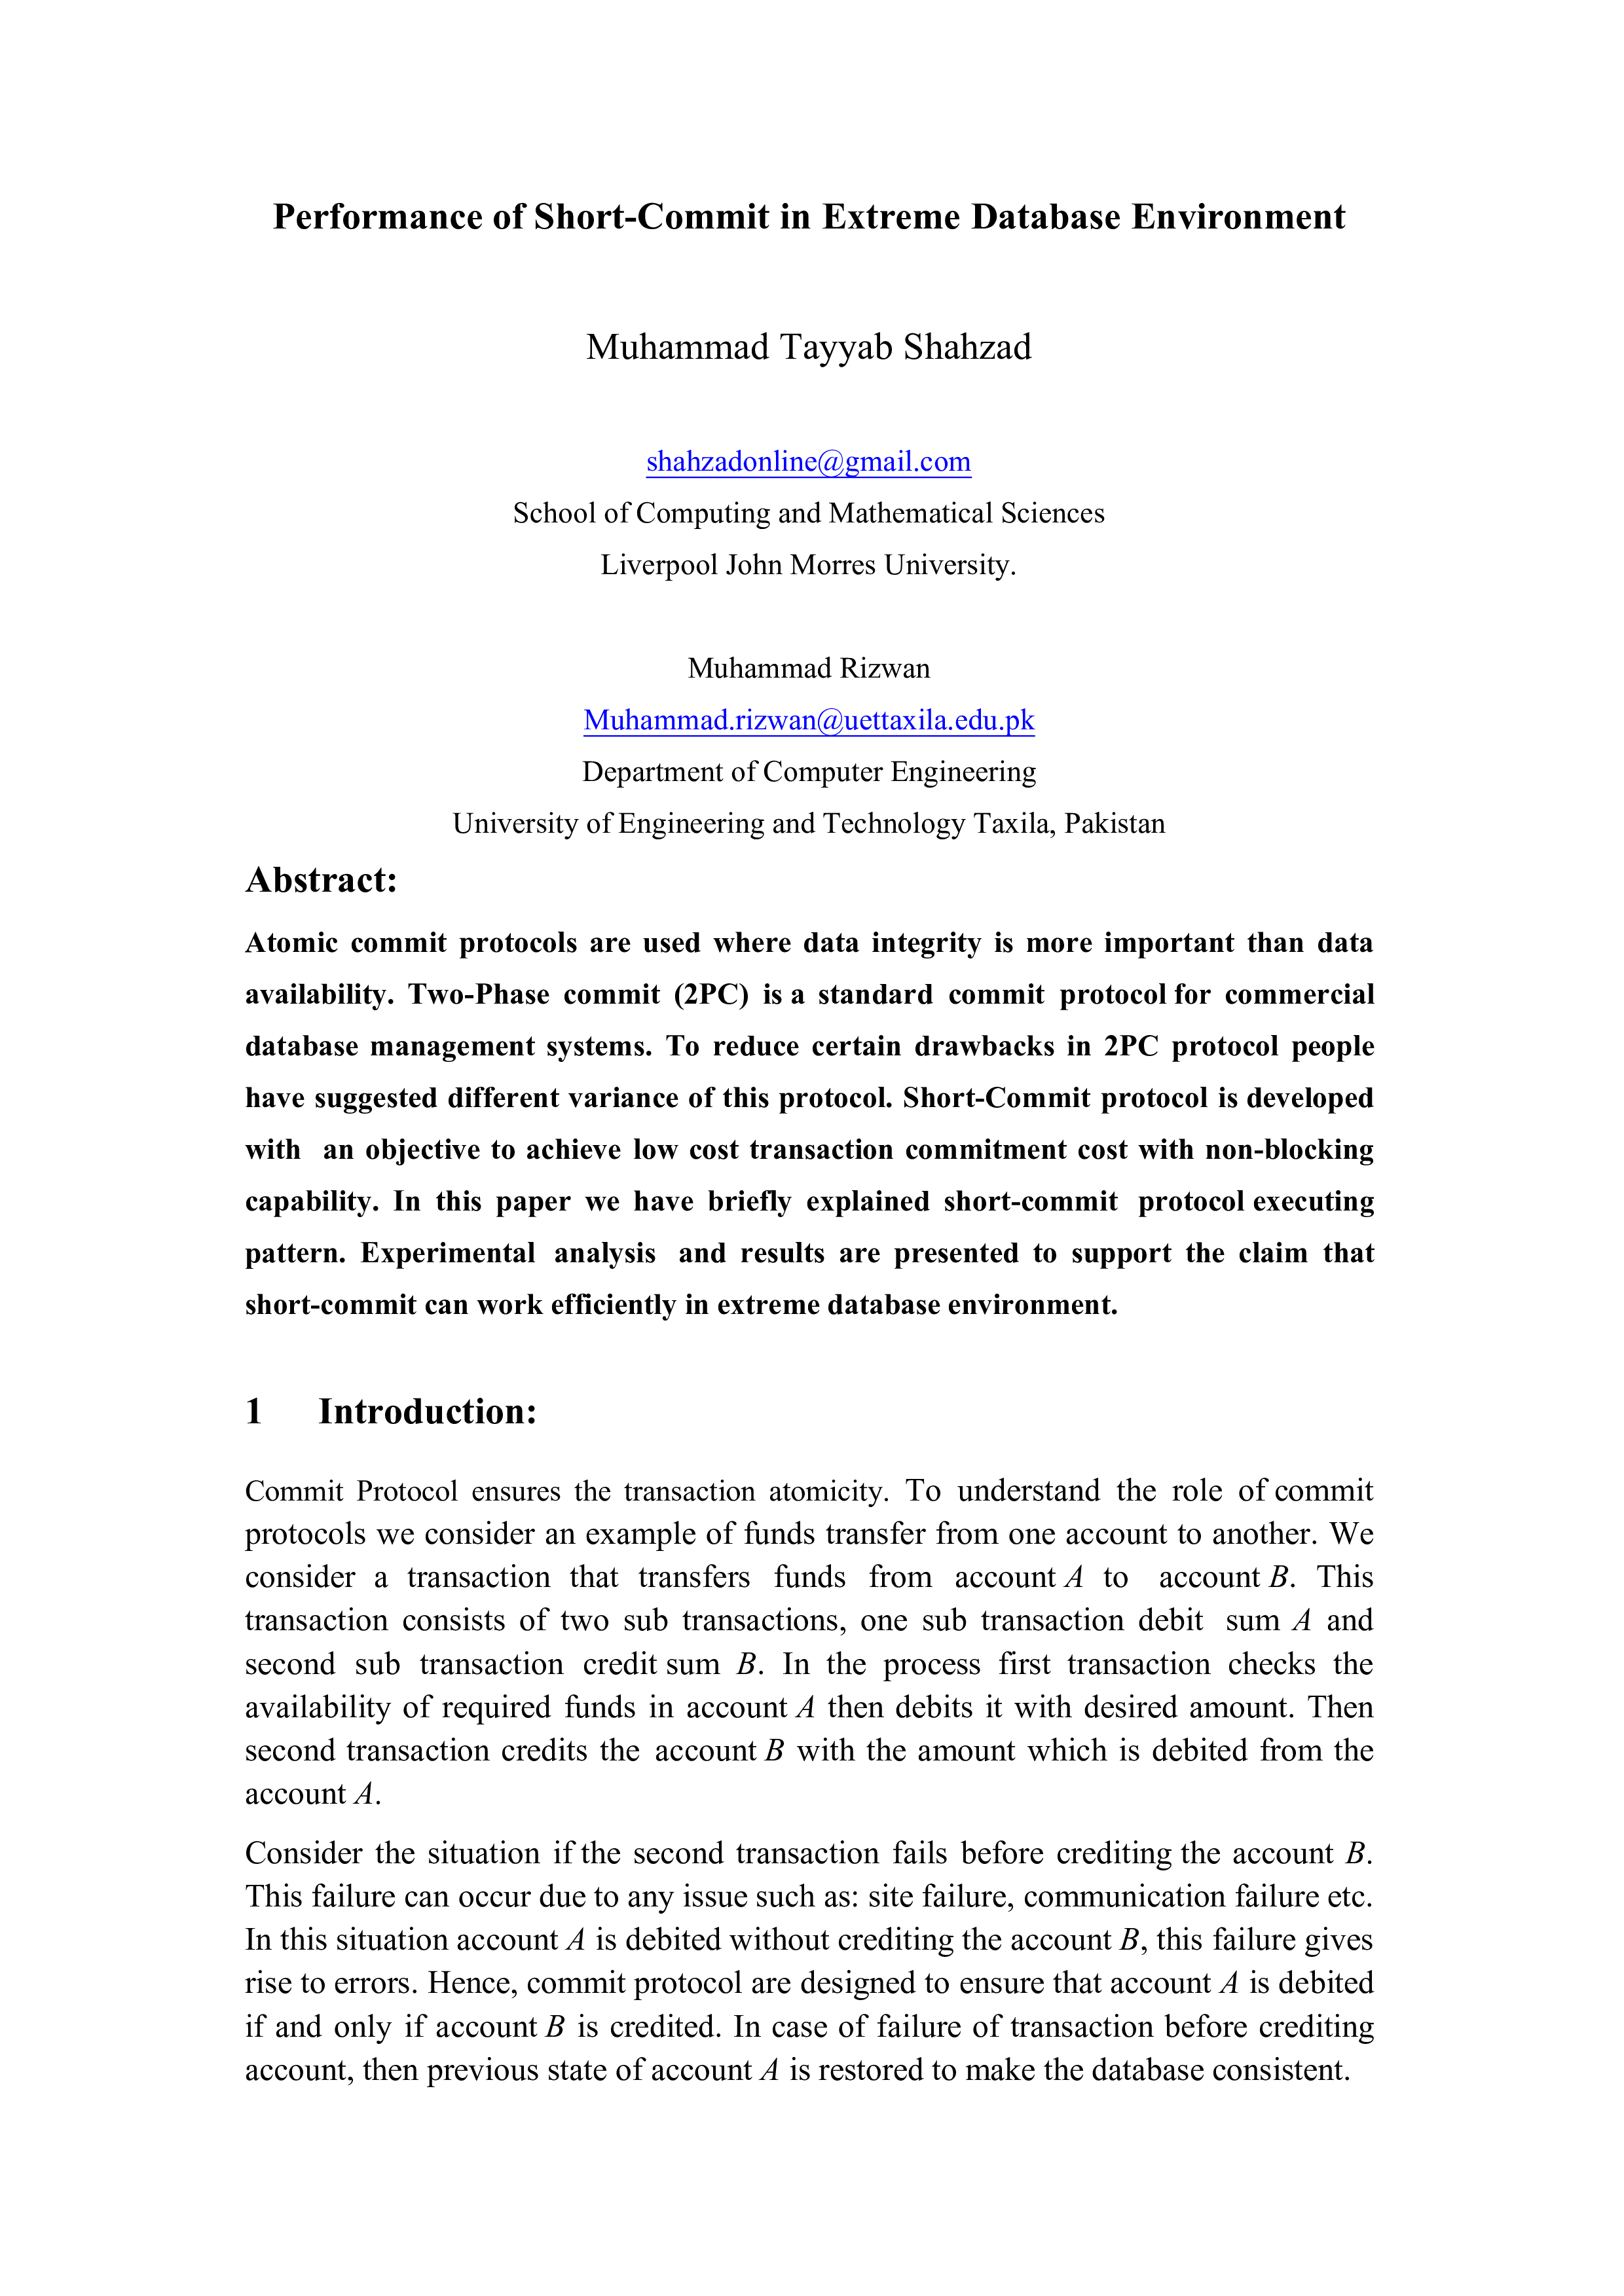 Performance of Short-Commit in Extreme Database Environment
Muhammad Tayyab Shahzad
shahzadonline@gmail.com
School of Computing and Mathematical Sciences
Liverpool John Morres University.
Muhammad Rizwan
Muhammad.rizwan@uettaxila.edu.pk
Department of Computer Engineering
University of Engineering and Technology Taxila, Pakistan
Abstract:
Atomic commit protocols are used where data integrity is more important than data
availability. Two-Phase commit (2PC) is a standard commit protocol for commercial
database management systems. To reduce certain drawbacks in 2PC protocol people
have suggested different variance of this protocol. Short-Commit protocol is developed
with an objective to achieve low cost transaction commitment cost with non-blocking
capability. In this paper we have briefly explained short-commit protocol executing
pattern. Experimental analysis and results are presented to support the claim that
short-commit can work efficiently in extreme database environment.
1 Introduction:
Commit Protocol ensures the transaction atomicity. To understand the role of commit
protocols we consider an example of funds transfer from one account to another. We
consider a transaction that transfers funds from account A to account B. This
transaction consists of two sub transactions, one sub transaction debit sum A and
second sub transaction credit sum B. In the process first transaction checks the
availability of required funds in account A then debits it with desired amount. Then
second transaction credits the account B with the amount which is debited from the
account A.
Consider the situation if the second transaction fails before crediting the account B.
This failure can occur due to any issue such as: site failure, communication failure etc.
In this situation account A is debited without crediting the account B, this failure gives
rise to errors. Hence, commit protocol are designed to ensure that account A is debited
if and only if account B is credited. In case of failure of transaction before crediting
account, then previous state of account A is restored to make the database consistent.